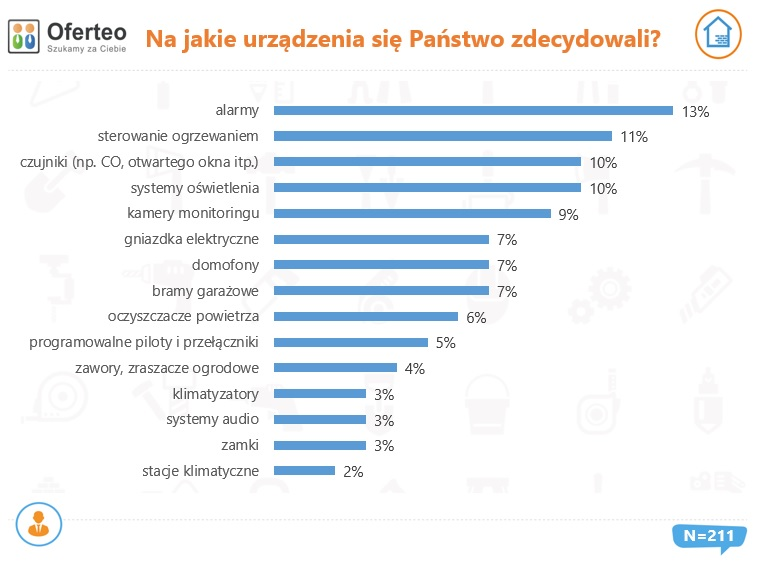 Oferteo
Szukamy za Ciebie
Na jakie urządzenia się Państwo zdecydowali?
alarmy 13%
sterowanie ogrzewaniem 11%
czujniki (np. CO, otwartego okna itp.) 10%
systemy oświetlenia 10%
kamery monitoringu 9%
gniazdka elektryczne 7%
domofony 7%
bramy garażowe 7%
oczyszczacze powietrza 6%
programowalne piloty i przełączniki 5%
zawory, zraszacze ogrodowe 4%
klimatyzatory 3%
systemy audio 3%
zamki 3%
stacje klimatyczne 2%
N=211